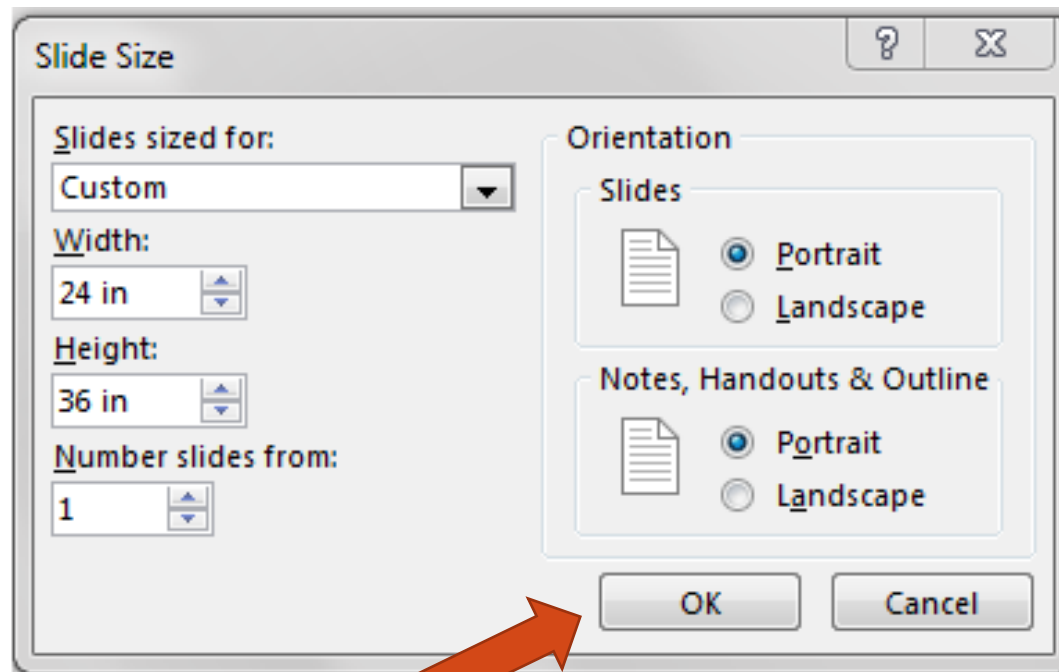 Slide Size
Slides sized for:
Custom
Width:
24 in
Height:
36 in
Number slides from:
1
Orientation
Slides
Portrait
Landscape
Notes, Handouts & Outline
Portrait
Landscape
OK
Cancel